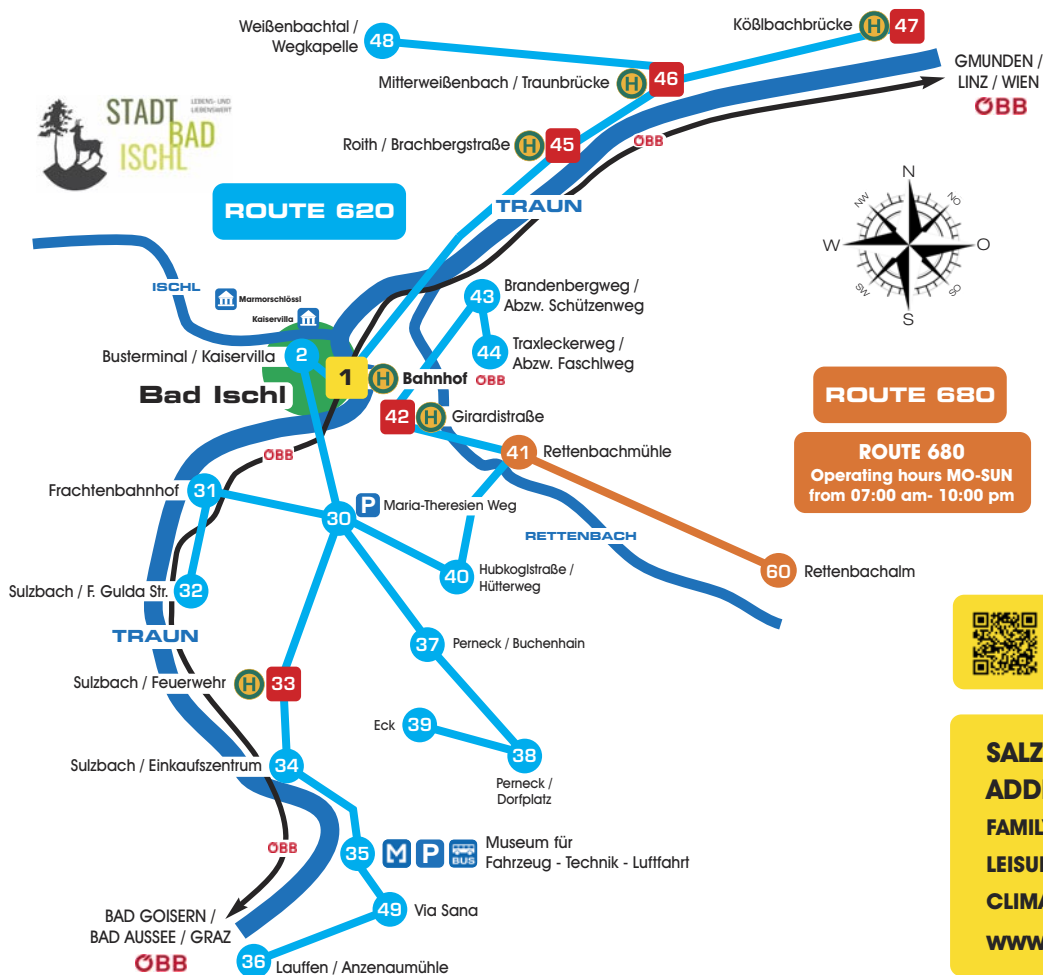 Weißenbachtal /
Wegkapelle
48
Kößlbachbrücke H 47
Mitterweißenbach / Traunbrücke H 46
GMUNDEN /
LINZ / WIEN
ÖBB
STADT
BAD
ISCHL
LEBENS- UND
LIEBENSWERT
Roith / Brachbergstraße H 45
ÖBB
ROUTE 620
TRAUN
N
NO
O
SO
S
SW
W
NW
ISCHL
Marmorschlössl
Kaiservilla
43 Brandenbergweg /
Abzw. Schützenweg
44 Traxleckerweg /
Abzw. Faschlweg
Busterminal / Kaiservilla 2
1 H Bahnhof ÖBB
Bad Ischl
42 H Girardistraße
ROUTE 680
ROUTE 680
Operating hours MO-SUN
from 07:00 am- 10:00 pm
41 Rettenbachmühle
ÖBB
Frachtenbahnhof 31
30 P Maria-Theresien Weg
RETTENBACH
40 Hubkoglstraße /
Hütterweg
60 Rettenbachalm
Sulzbach / F. Gulda Str. 32
TRAUN
37 Perneck / Buchenhain
Sulzbach / Feuerwehr H 33
Eck 39
38
Perneck /
Dorfplatz
Sulzbach / Einkaufszentrum 34
ÖBB
35 M P BUS Museum für
Fahrzeug - Technik - Luftfahrt
49 Via Sana
BAD GOISERN /
BAD AUSSEE / GRAZ
ÖBB
36 Lauffen / Anzenaumühle
SALZ
ADD
FAMIL
LEISU
CLIMA
WWW